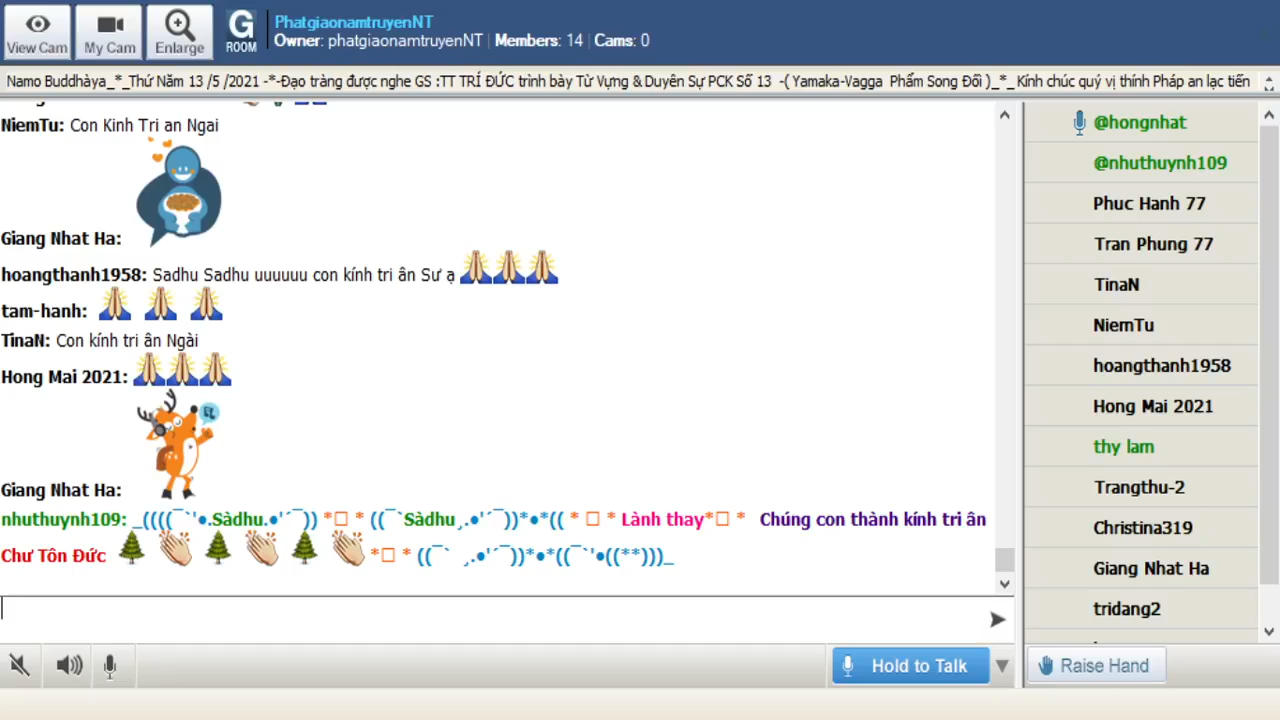 View Cam
My Cam
Enlarge
G
ROOM
PhatgiaonamtruyenNT
Owner: phatgiaonamtruyenNT | Members: 14 | Cams: 0
Namo Buddhàya_*_Thứ Năm 13 /5 /2021 -*-Đạo tràng được nghe GS :TT TRÍ ĐỨC trình bày Từ Vựng & Duyên Sự PCK Số 13 -( Yamaka-Vagga Phẩm Song Đối )_*_ Kính chúc quý vị thính Pháp an lạc tiến
NiemTu: Con Kinh Tri an Ngai
Giang Nhat Ha:
hoangthanh1958: Sadhu Sadhu uuuuuu con kính tri ân Sư ạ
tam-hanh:
TinaN: Con kính tri ân Ngài
Hong Mai 2021:
Giang Nhat Ha:
nhuthuynh109: _((((¯`'•.Sàdhu.•'´¯)) *□ * ((¯`Sàdhu¸.•'´¯))*•*(( * □ * Lành thay*□ * Chúng con thành kính tri ân
Chư Tôn Đức *□ * ((¯` ¸.•'´¯))*•*((¯`'•((**)))_
@hongnhat
@nhuthuynh109
Phuc Hanh 77
Tran Phung 77
TinaN
NiemTu
hoangthanh1958
Hong Mai 2021
thy lam
Trangthu-2
Christina319
Giang Nhat Ha
tridang2
Hold to Talk
Raise Hand